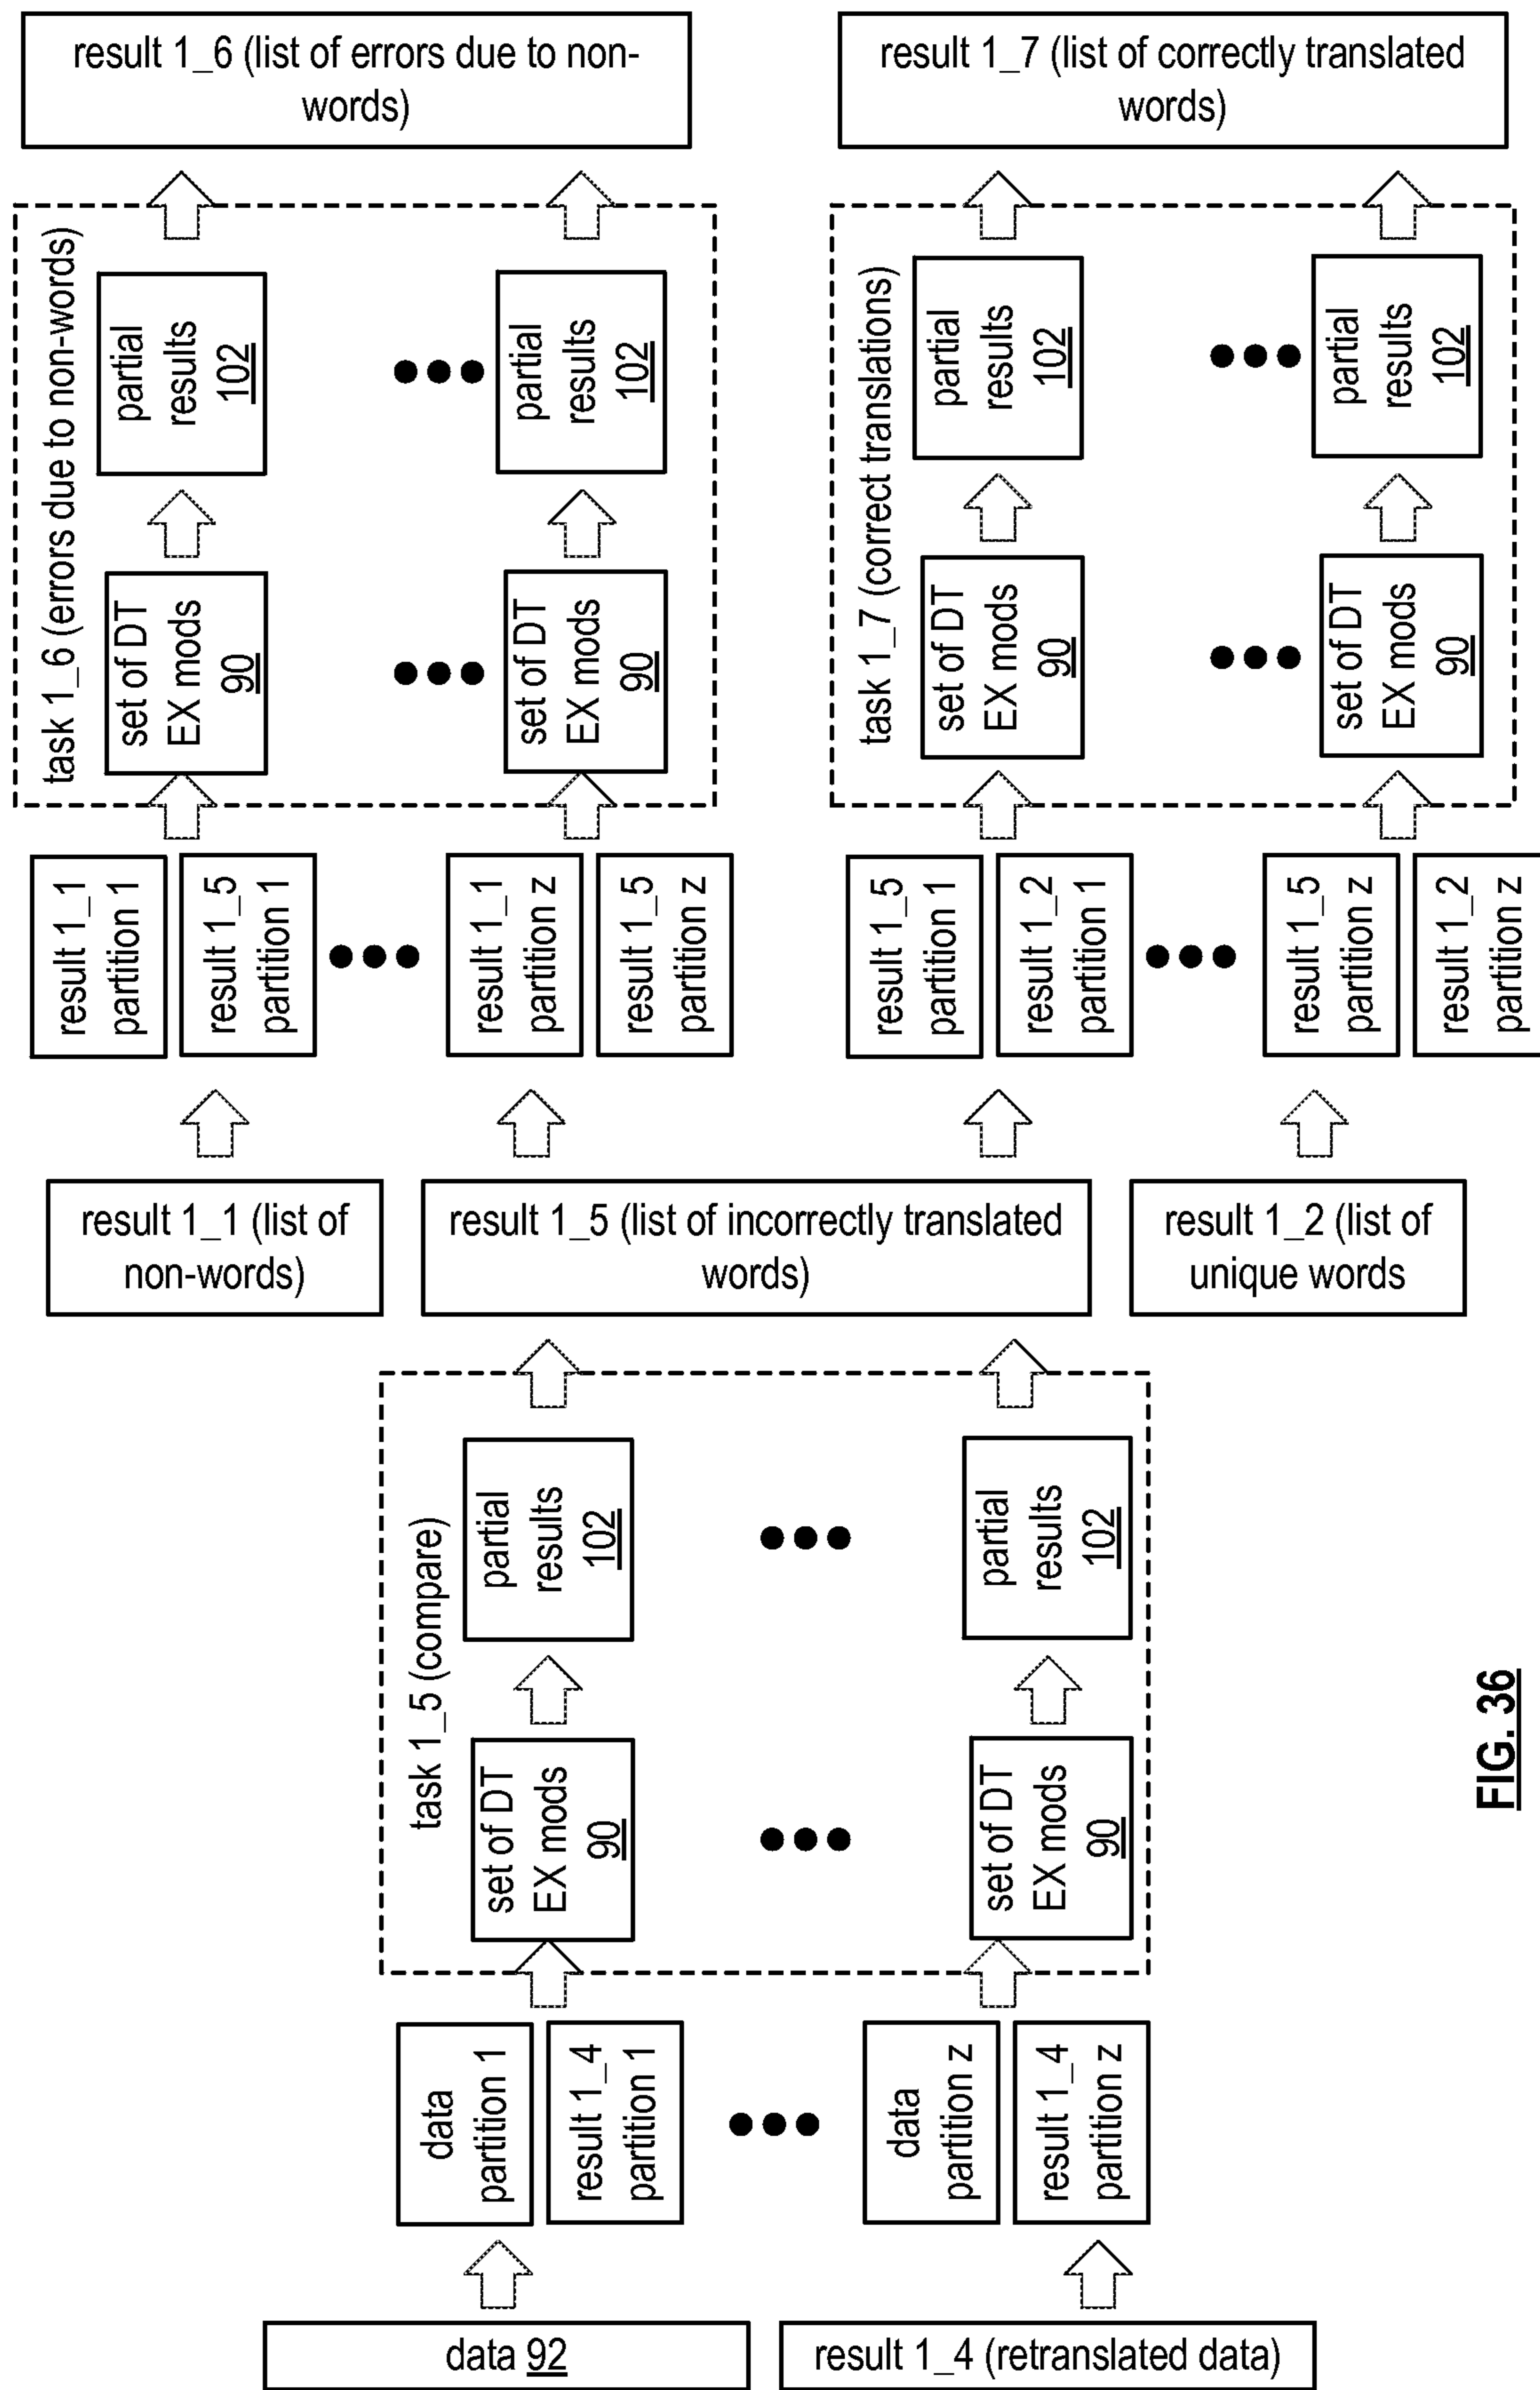 result 1_6 (list of errors due to non-
words)
result 1_7 (list of correctly translated
words)
task 1_6 (errors due to non-words)
set of DT
EX mods
90
partial
results
102
set of DT
EX mods
90
partial
results
102
task 1_7 (correct translations)
set of DT
EX mods
90
partial
results
102
set of DT
EX mods
90
partial
results
102
result 1_1
partition 1
result 1_5
partition 1
result 1_1
partition z
result 1_5
partition z
result 1_5
partition 1
result 1_2
partition 1
result 1_5
partition z
result 1_2
partition z
result 1_1 (list of
non-words)
result 1_5 (list of incorrectly translated
words)
result 1_2 (list of
unique words
task 1_5 (compare)
set of DT
EX mods
90
partial
results
102
set of DT
EX mods
90
partial
results
102
data
partition 1
result 1_4
partition 1
data
partition z
result 1_4
partition z
data 92
result 1_4 (retranslated data)
FIG. 36